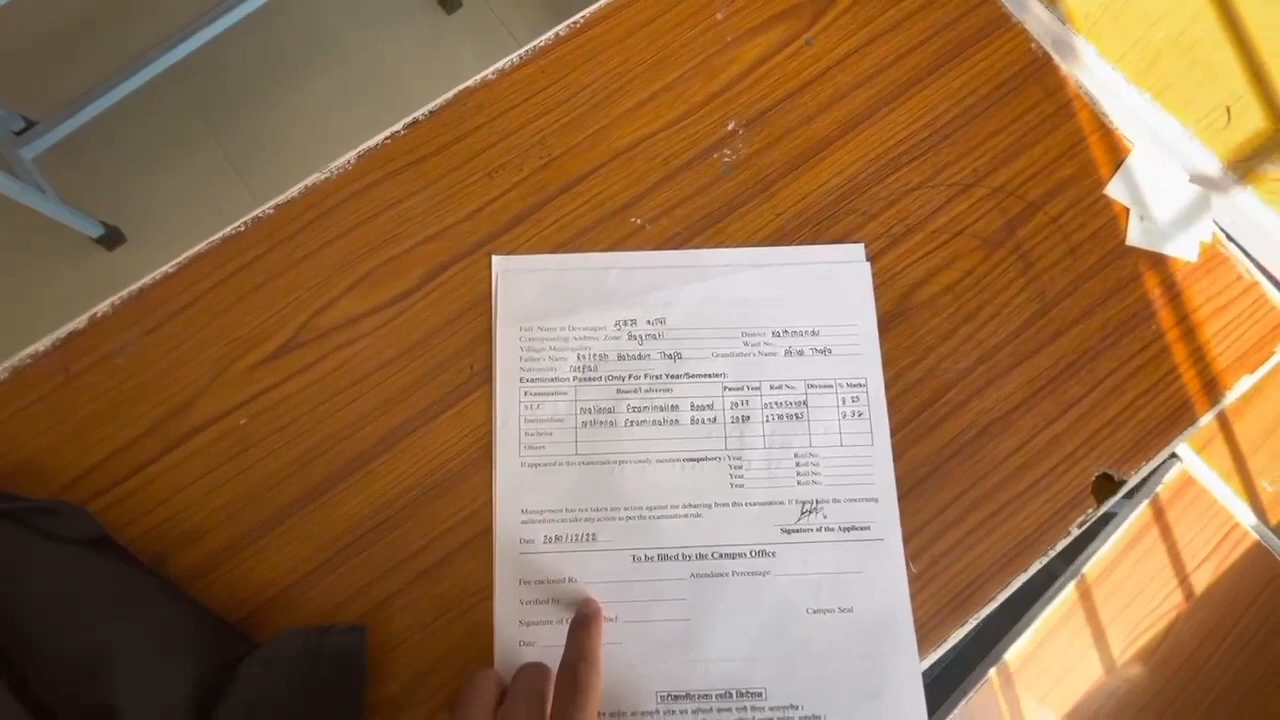 Full Name in Devanagari: मुकेस थापा
Corresponding Address: Zone: Bagmati District: Kathmandu
Village/Municipality: Ward No.
Father's Name: Rajesh Bahadur Thapa Grandfather's Name: Thapa
Nationality: Nepali
Examination Passed (Only For First Year/Semester):
Examination Board/University Passed Year Roll No. Division % Marks
S.L.C National Examination Board 2077
Intermediate National Examination Board 2080
Bachelor
Others
If appeared in this examination previously, mention compulsory : Year Roll No.
Year Roll No.
Year Roll No.
Year Roll No.
Management has not taken any action against me debarring from this examination. If found false the concerning
authorities can take any action as per the examination rule.
Signature of the Applicant
Date 2080/12/22
To be filled by the Campus Office
Fee enclosed Rs. Attendance Percentage:
Verified by
Campus Seal
Signature of
Date:
परीक्षार्थीहरुका लागि निर्देशन